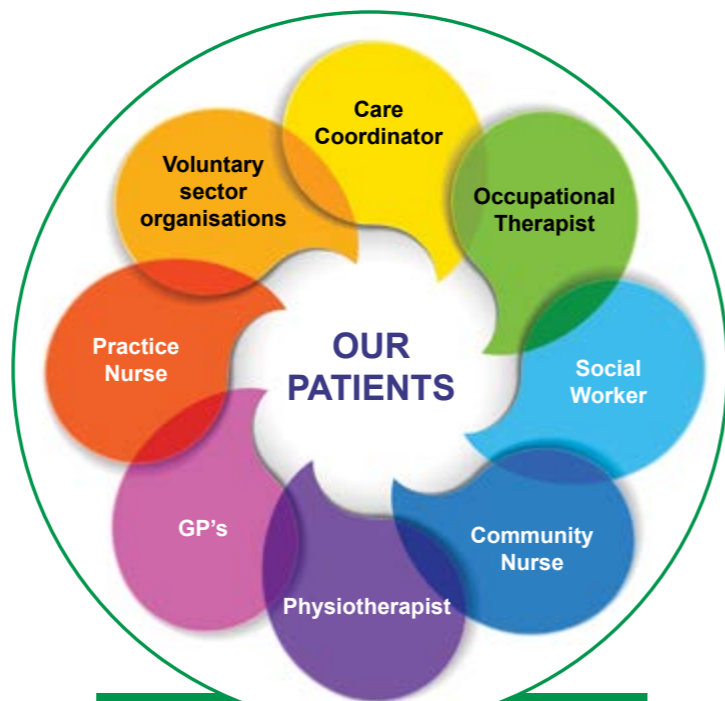 Care
Coordinator
Occupational
Therapist
Social
Worker
Community
Nurse
Physiotherapist
GP's
Practice
Nurse
Voluntary
sector
organisations
OUR
PATIENTS